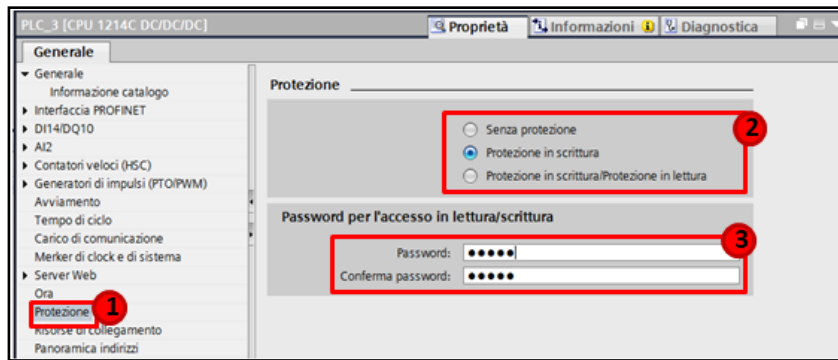 PLC_3 [CPU 1214C DC/DC/DC]
Proprietà
Informazioni
Diagnostica
Generale
Generale
Informazione catalogo
Interfaccia PROFINET
DI14/DQ10
AI2
Contatori veloci (HSC)
Generatori di impulsi (PTO/PWM)
Avviamento
Tempo di ciclo
Carico di comunicazione
Merker di clock e di sistema
Server Web
Ora
Protezione
1
Risorse di collegamento
Panoramica indirizzi
Protezione
2
Senza protezione
Protezione in scrittura
Protezione in scrittura/Protezione in lettura
Password per l'accesso in lettura/scrittura
3
Password: ●●●●●
Conferma password: ●●●●●